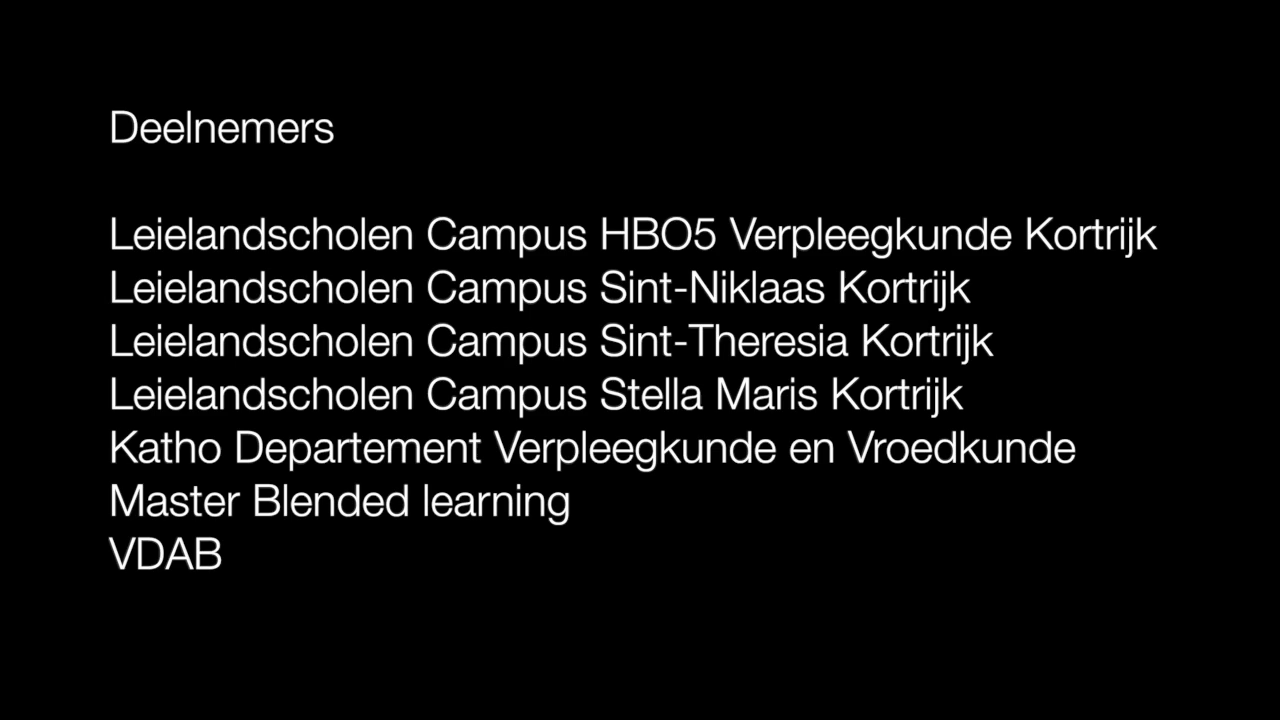 Deelnemers
Leielandscholen Campus HBO5 Verpleegkunde Kortrijk
Leielandscholen Campus Sint-Niklaas Kortrijk
Leielandscholen Campus Sint-Theresia Kortrijk
Leielandscholen Campus Stella Maris Kortrijk
Katho Departement Verpleegkunde en Vroedkunde
Master Blended learning
VDAB